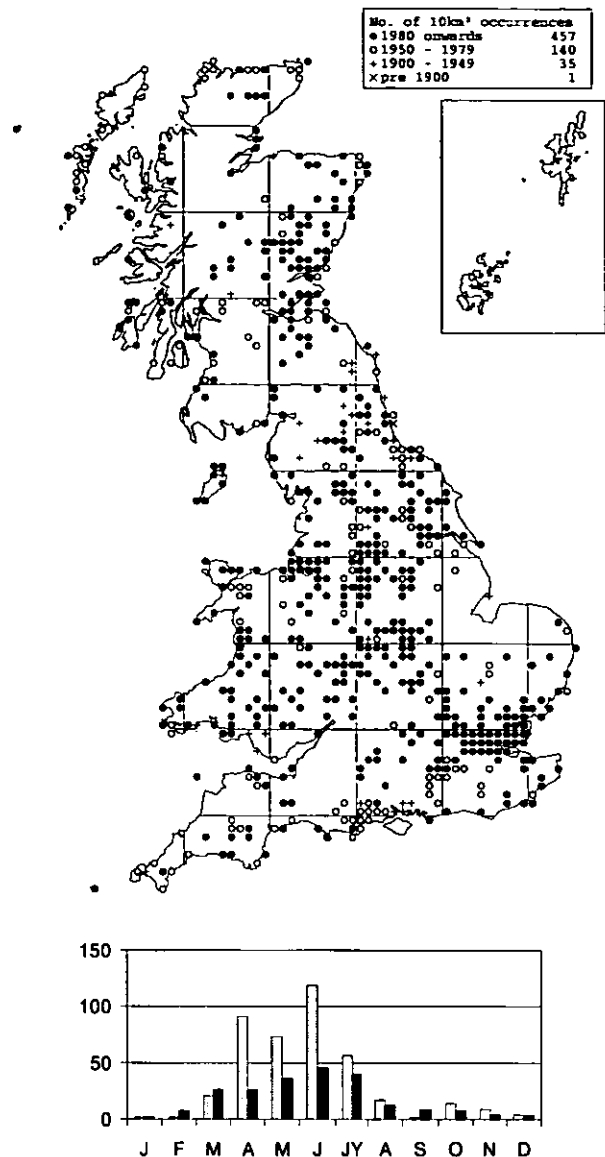 No. of 10km² occurrences
● 1980 onwards 457
○ 1950 - 1979 140
+ 1900 - 1949 35
× pre 1900 1
150
100
50
0
J F M A M J JY A S O N D